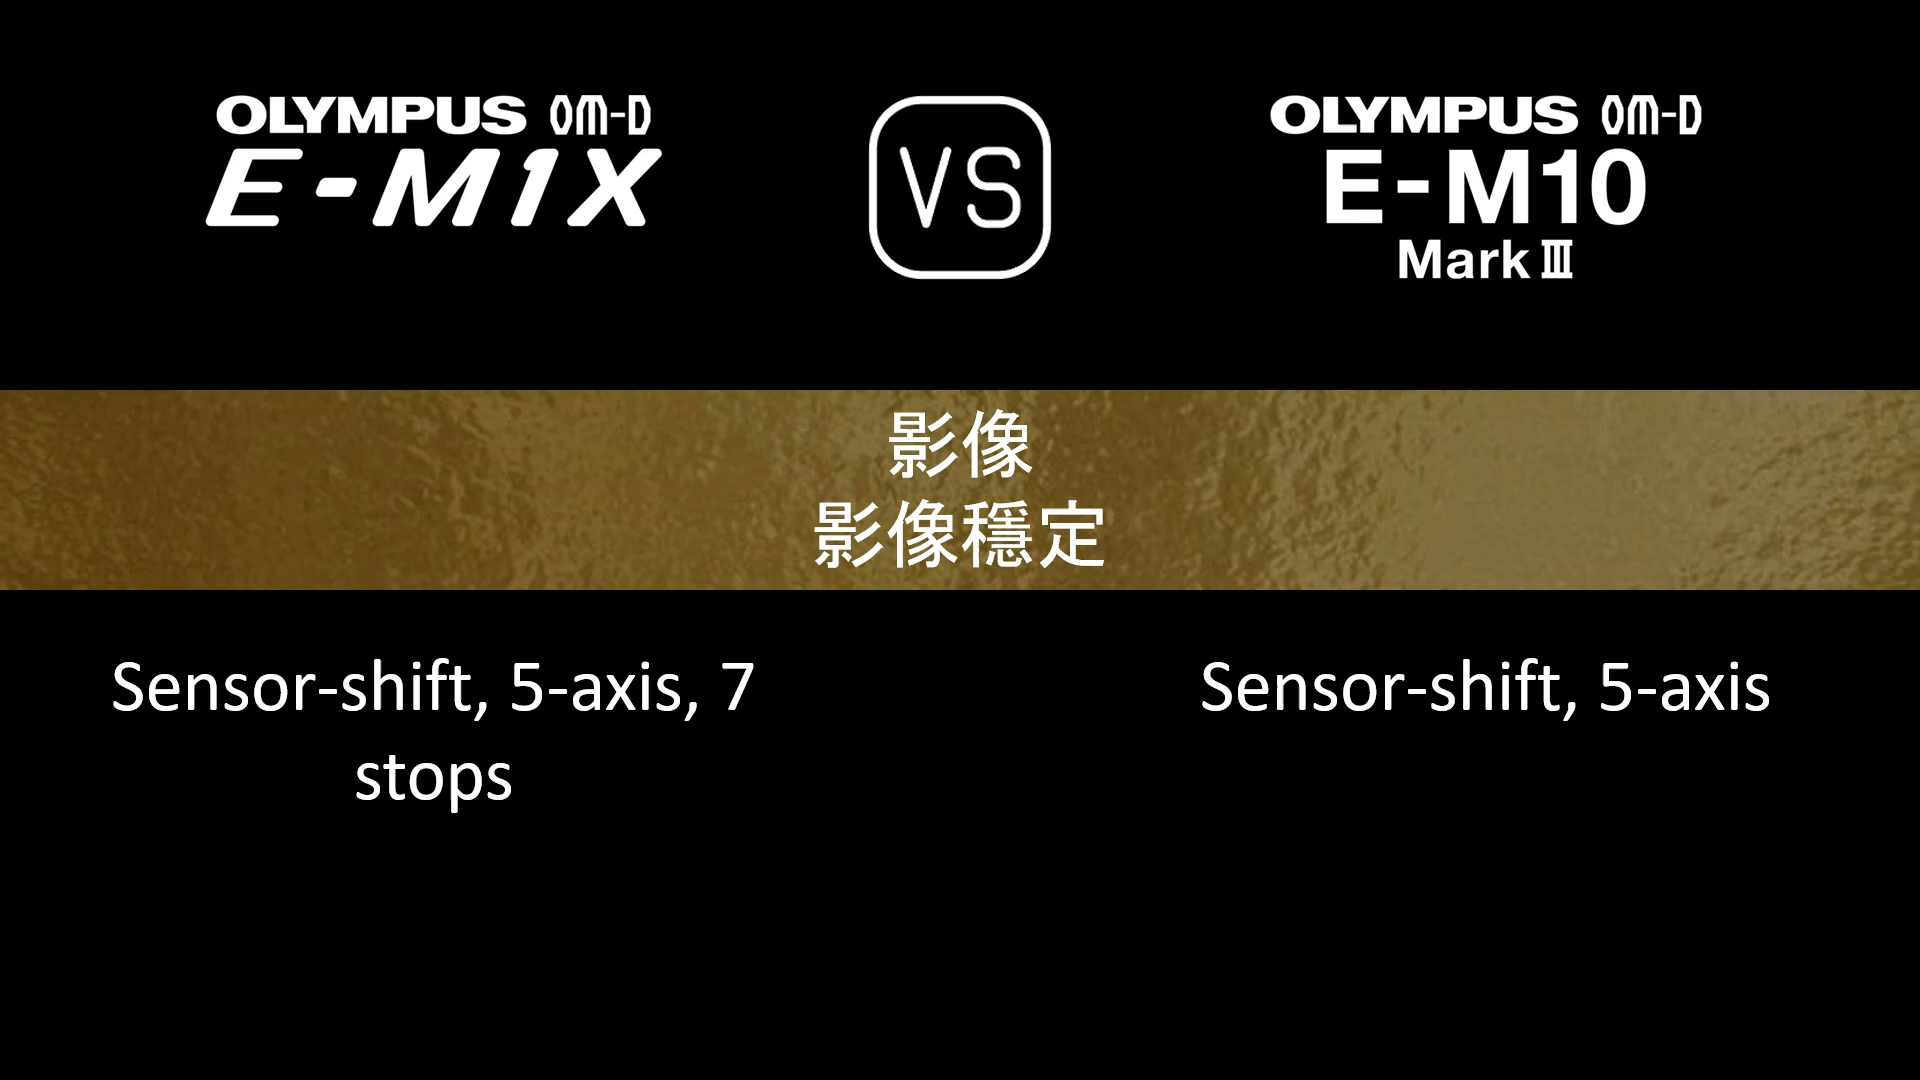 OLYMPUS OM-D
E-M1X
VS
OLYMPUS OM-D
E-M10
Mark III
影像
影像穩定
Sensor-shift, 5-axis, 7
stops
Sensor-shift, 5-axis